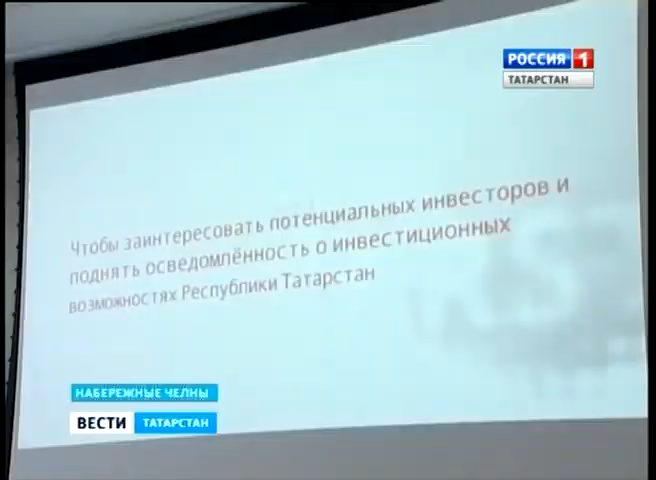 РОССИЯ 1
ТАТАРСТАН
Чтобы заинтересовать потенциальных инвесторов и
поднять осведомлённость о инвестиционных
возможностях Республики Татарстан
НАБЕРЕЖНЫЕ ЧЕЛНЫ
ВЕСТИ ТАТАРСТАН